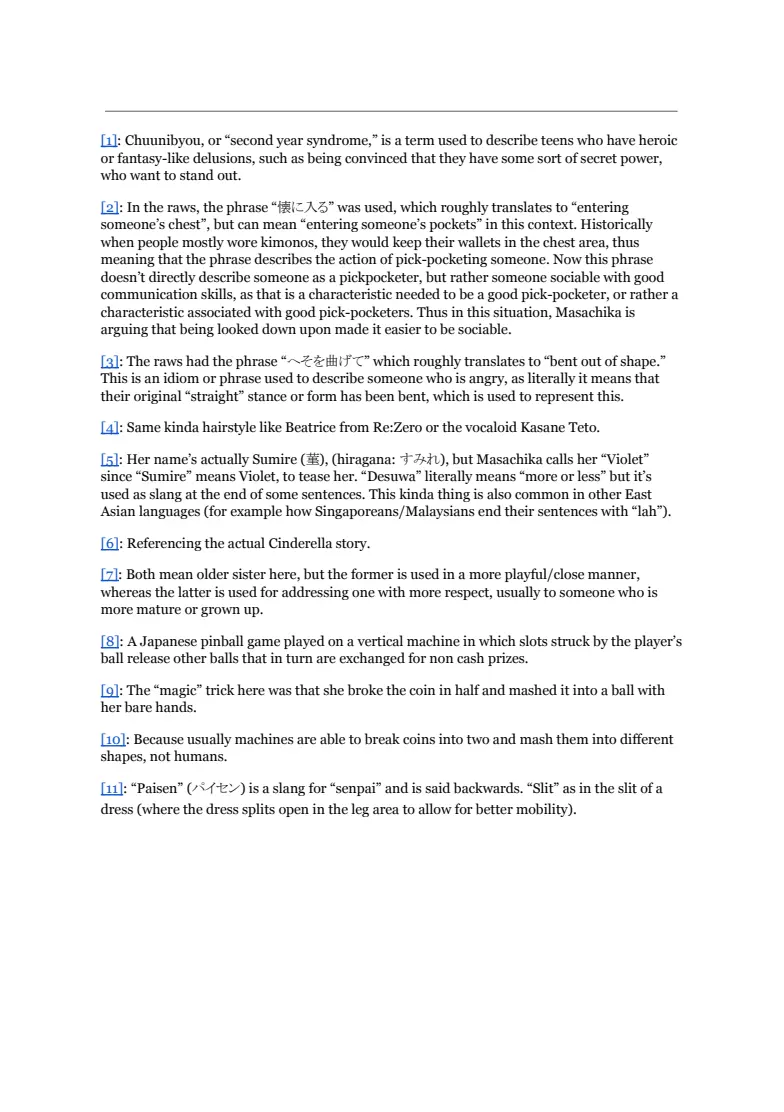 [1]: Chuunibyou, or “second year syndrome,” is a term used to describe teens who have heroic
or fantasy-like delusions, such as being convinced that they have some sort of secret power,
who want to stand out.
[2]: In the raws, the phrase “懐に入る” was used, which roughly translates to “entering
someone’s chest”, but can mean “entering someone’s pockets” in this context. Historically
when people mostly wore kimonos, they would keep their wallets in the chest area, thus
meaning that the phrase describes the action of pick-pocketing someone. Now this phrase
doesn’t directly describe someone as a pickpocketer, but rather someone sociable with good
communication skills, as that is a characteristic needed to be a good pick-pocketer, or rather a
characteristic associated with good pick-pocketers. Thus in this situation, Masachika is
arguing that being looked down upon made it easier to be sociable.
[3]: The raws had the phrase “へそを曲げて” which roughly translates to “bent out of shape.”
This is an idiom or phrase used to describe someone who is angry, as literally it means that
their original “straight” stance or form has been bent, which is used to represent this.
[4]: Same kinda hairstyle like Beatrice from Re:Zero or the vocaloid Kasane Teto.
[5]: Her name’s actually Sumire (菫), (hiragana: すみれ), but Masachika calls her “Violet”
since “Sumire” means Violet, to tease her. “Desuwa” literally means “more or less” but it’s
used as slang at the end of some sentences. This kinda thing is also common in other East
Asian languages (for example how Singaporeans/Malaysians end their sentences with “lah”).
[6]: Referencing the actual Cinderella story.
[7]: Both mean older sister here, but the former is used in a more playful/close manner,
whereas the latter is used for addressing one with more respect, usually to someone who is
more mature or grown up.
[8]: A Japanese pinball game played on a vertical machine in which slots struck by the player’s
ball release other balls that in turn are exchanged for non cash prizes.
[9]: The “magic” trick here was that she broke the coin in half and mashed it into a ball with
her bare hands.
[10]: Because usually machines are able to break coins into two and mash them into different
shapes, not humans.
[11]: “Paisen” (パイセン) is a slang for “senpai” and is said backwards. “Slit” as in the slit of a
dress (where the dress splits open in the leg area to allow for better mobility).